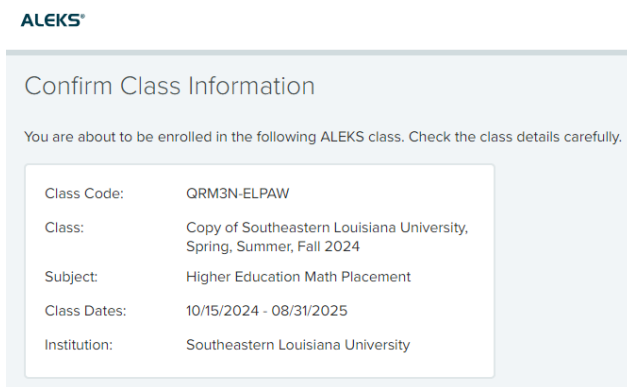 ALEKS®
Confirm Class Information
You are about to be enrolled in the following ALEKS class. Check the class details carefully.
Class Code: QRM3N-ELPAW
Class: Copy of Southeastern Louisiana University,
Spring, Summer, Fall 2024
Subject: Higher Education Math Placement
Class Dates: 10/15/2024 - 08/31/2025
Institution: Southeastern Louisiana University